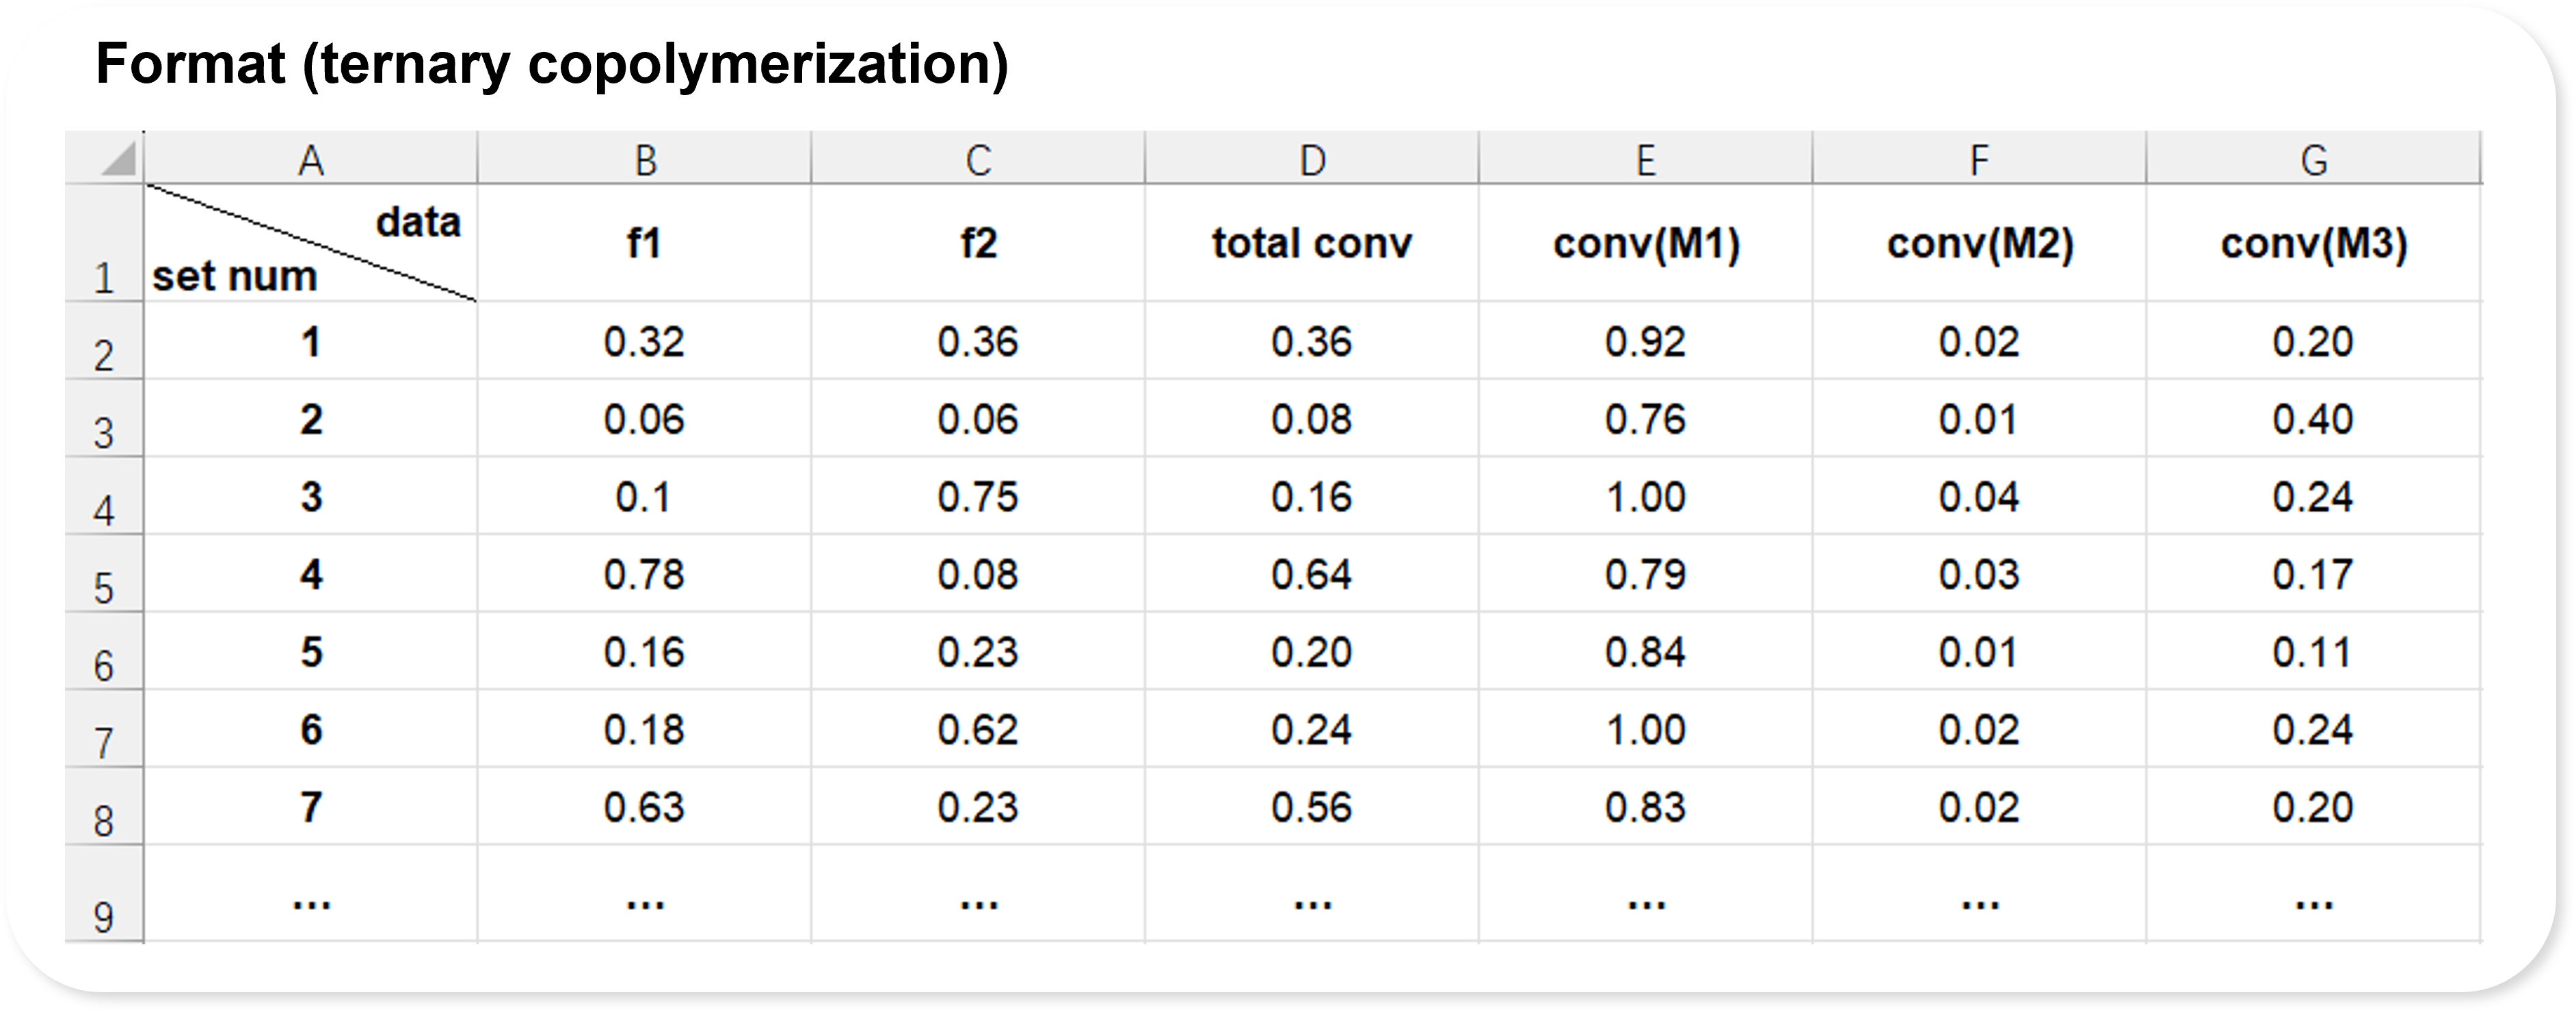 Format (ternary copolymerization)
A B C D E F G
data
1 set num f1 f2 total conv conv(M1) conv(M2) conv(M3)
2 1 0.32 0.36 0.36 0.92 0.02 0.20
3 2 0.06 0.06 0.08 0.76 0.01 0.40
4 3 0.1 0.75 0.16 1.00 0.04 0.24
5 4 0.78 0.08 0.64 0.79 0.03 0.17
6 5 0.16 0.23 0.20 0.84 0.01 0.11
7 6 0.18 0.62 0.24 1.00 0.02 0.24
8 7 0.63 0.23 0.56 0.83 0.02 0.20
9 ... ... ... ... ... ... ...